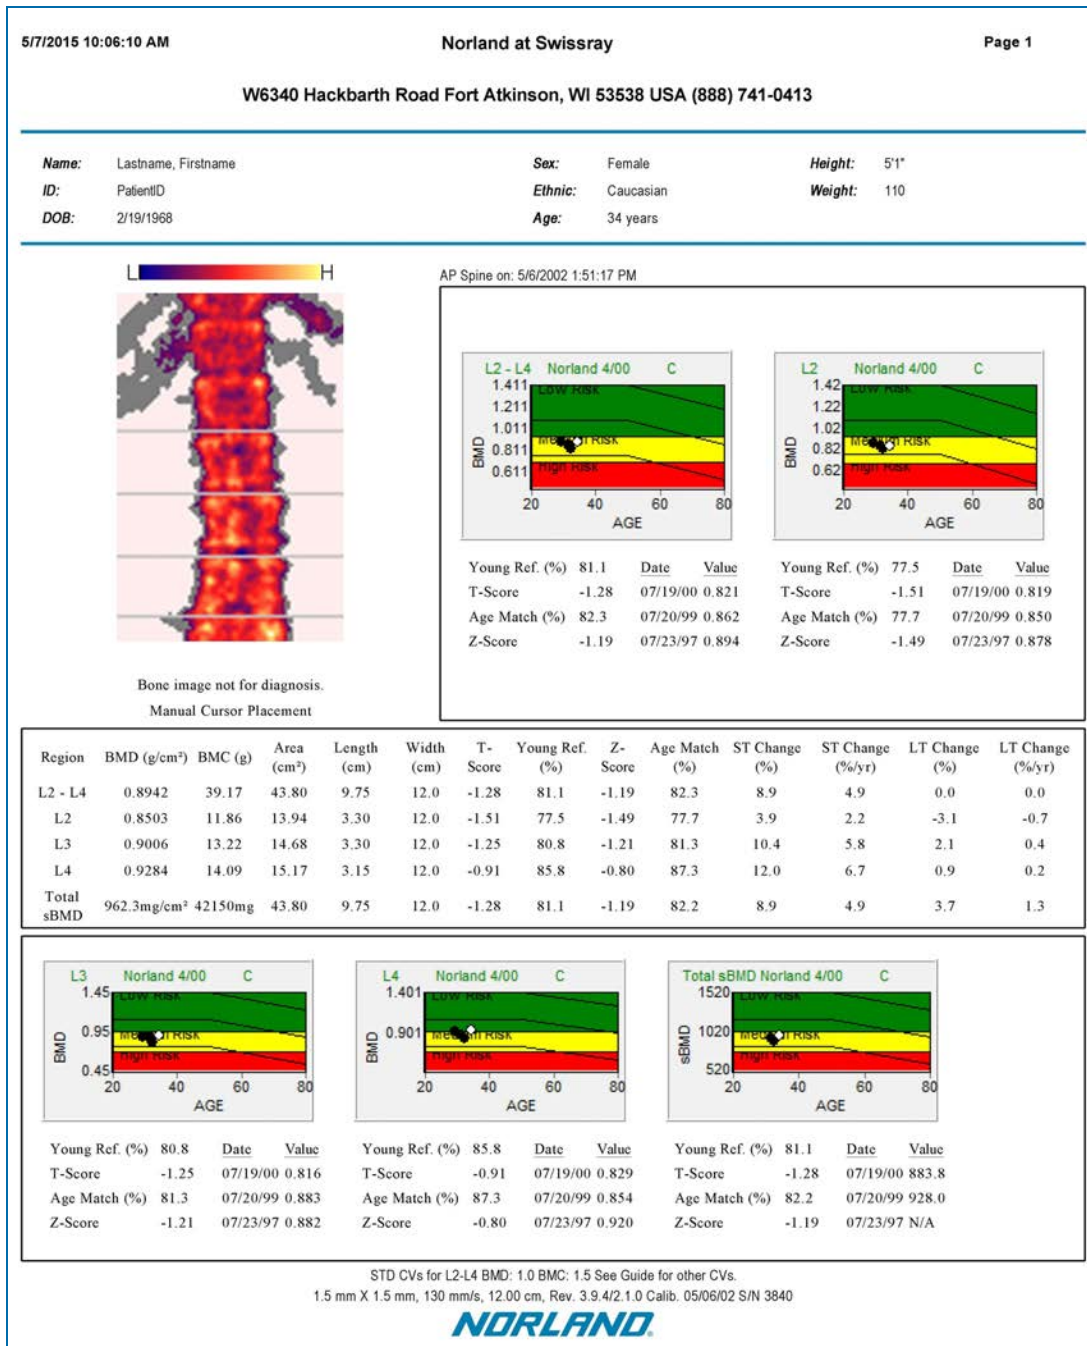 5/7/2015 10:06:10 AM Norland at Swissray Page 1
W6340 Hackbarth Road Fort Atkinson, WI 53538 USA (888) 741-0413
Name: Lastname, Firstname Sex: Female Height: 5'1"
ID: PatientID Ethnic: Caucasian Weight: 110
DOB: 2/19/1968 Age: 34 years
L H
AP Spine on: 5/6/2002 1:51:17 PM
L2 - L4 Norland 4/00 C
1.411
1.211
1.011
0.811
0.611
BMD
Low Risk
Medium Risk
High Risk
20 40 60 80
AGE
Young Ref. (%) 81.1 Date Value
T-Score -1.28 07/19/00 0.821
Age Match (%) 82.3 07/20/99 0.862
Z-Score -1.19 07/23/97 0.894
L2 Norland 4/00 C
1.42
1.22
1.02
0.82
0.62
BMD
Low Risk
Medium Risk
High Risk
20 40 60 80
AGE
Young Ref. (%) 77.5 Date Value
T-Score -1.51 07/19/00 0.819
Age Match (%) 77.7 07/20/99 0.850
Z-Score -1.49 07/23/97 0.878
Bone image not for diagnosis.
Manual Cursor Placement
Region BMD (g/cm²) BMC (g) Area (cm²) Length (cm) Width (cm) T-Score Young Ref. (%) Z-Score Age Match (%) ST Change (%) ST Change (%/yr) LT Change (%) LT Change (%/yr)
L2 - L4 0.8942 39.17 43.80 9.75 12.0 -1.28 81.1 -1.19 82.3 8.9 4.9 0.0 0.0
L2 0.8503 11.86 13.94 3.30 12.0 -1.51 77.5 -1.49 77.7 3.9 2.2 -3.1 -0.7
L3 0.9006 13.22 14.68 3.30 12.0 -1.25 80.8 -1.21 81.3 10.4 5.8 2.1 0.4
L4 0.9284 14.09 15.17 3.15 12.0 -0.91 85.8 -0.80 87.3 12.0 6.7 0.9 0.2
Total sBMD 962.3mg/cm² 42150mg 43.80 9.75 12.0 -1.28 81.1 -1.19 82.2 8.9 4.9 3.7 1.3
L3 Norland 4/00 C
1.45
0.95
0.45
BMD
Low Risk
Medium Risk
High Risk
20 40 60 80
AGE
Young Ref. (%) 80.8 Date Value
T-Score -1.25 07/19/00 0.816
Age Match (%) 81.3 07/20/99 0.883
Z-Score -1.21 07/23/97 0.882
L4 Norland 4/00 C
1.401
0.901
BMD
Low Risk
Medium Risk
High Risk
20 40 60 80
AGE
Young Ref. (%) 85.8 Date Value
T-Score -0.91 07/19/00 0.829
Age Match (%) 87.3 07/20/99 0.854
Z-Score -0.80 07/23/97 0.920
Total sBMD Norland 4/00 C
1520
1020
520
sBMD
Low Risk
Medium Risk
High Risk
20 40 60 80
AGE
Young Ref. (%) 81.1 Date Value
T-Score -1.28 07/19/00 883.8
Age Match (%) 82.2 07/20/99 928.0
Z-Score -1.19 07/23/97 N/A
STD CVs for L2-L4 BMD: 1.0 BMC: 1.5 See Guide for other CVs.
1.5 mm X 1.5 mm, 130 mm/s, 12.00 cm, Rev. 3.9.4/2.1.0 Calib. 05/06/02 S/N 3840
NORLAND